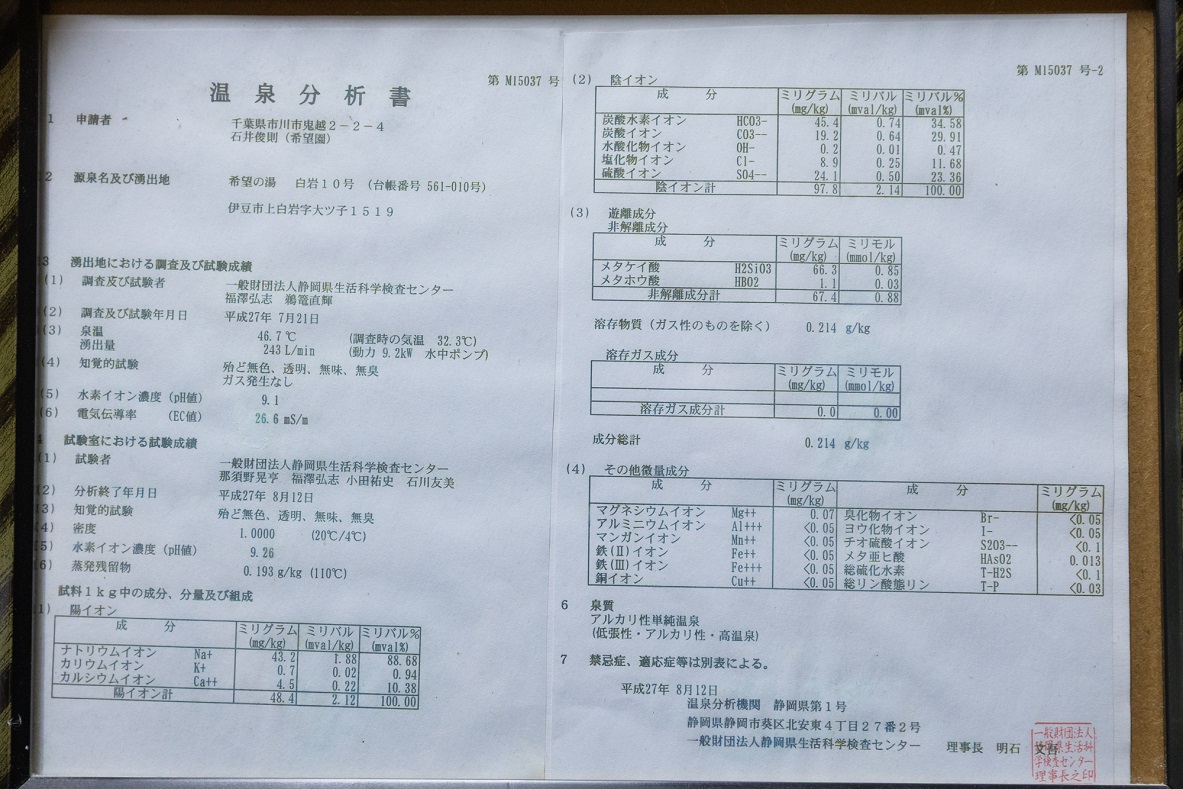 第 M15037 号
温泉分析書
1 申請者 千葉県市川市鬼越２－２－４
石井俊則（希望園）
2 源泉名及び湧出地 希望の湯 白岩１０号 （台帳番号 561-010号）
伊豆市上白岩字大ツ子１５１９
3 湧出地における調査及び試験成績
(1) 調査及び試験者 一般財団法人静岡県生活科学検査センター
福澤弘志 鵜篭直輝
(2) 調査及び試験年月日 平成27年 7月21日
(3) 泉温 46.7 ℃ (調査時の気温 32.3℃)
湧出量 243 L/min (動力 9.2kW 水中ポンプ)
(4) 知覚的試験 殆ど無色、透明、無味、無臭
ガス発生なし
(5) 水素イオン濃度 (pH値) 9.1
(6) 電気伝導率 (EC値) 26.6 mS/m
4 試験室における試験成績
(1) 試験者 一般財団法人静岡県生活科学検査センター
那須野晃亨 福澤弘志 小田祐史 石川友美
(2) 分析終了年月日 平成27年 8月12日
(3) 知覚的試験 殆ど無色、透明、無味、無臭
(4) 密度 1.0000 (20℃/4℃)
(5) 水素イオン濃度 (pH値) 9.26
(6) 蒸発残留物 0.193 g/kg (110℃)
試料１kg中の成分、分量及び組成
(1) 陽イオン
成分 ミリグラム(mg/kg) ミリバル(mval/kg) ミリバル%(mval%)
ナトリウムイオン Na+ 43.2 1.88 88.68
カリウムイオン K+ 0.7 0.02 0.94
カルシウムイオン Ca++ 4.5 0.22 10.38
陽イオン計 48.4 2.12 100.00
第 M15037 号-2
(2) 陰イオン
成分 ミリグラム(mg/kg) ミリバル(mval/kg) ミリバル%(mval%)
炭酸水素イオン HCO3- 45.4 0.74 34.58
炭酸イオン CO3-- 19.2 0.64 29.91
水酸化物イオン OH- 0.2 0.01 0.47
塩化物イオン Cl- 8.9 0.25 11.68
硫酸イオン SO4-- 24.1 0.50 23.36
陰イオン計 97.8 2.14 100.00
(3) 遊離成分
非解離成分
成分 ミリグラム(mg/kg) ミリモル(mmol/kg)
メタケイ酸 H2SiO3 66.3 0.85
メタホウ酸 HBO2 1.1 0.03
非解離成分計 67.4 0.88
溶存物質（ガス性のものを除く） 0.214 g/kg
溶存ガス成分
成分 ミリグラム(mg/kg) ミリモル(mmol/kg)
溶存ガス成分計 0.0 0.00
成分総計 0.214 g/kg
(4) その他微量成分
成分 ミリグラム(mg/kg) 成分 ミリグラム(mg/kg)
マグネシウムイオン Mg++ 0.07 臭化物イオン Br- <0.05
アルミニウムイオン Al+++ <0.05 ヨウ化物イオン I- <0.05
マンガンイオン Mn++ <0.05 チオ硫酸イオン S2O3-- <0.1
鉄(Ⅱ)イオン Fe++ <0.05 メタ亜ヒ酸 HAsO2 0.013
鉄(Ⅲ)イオン Fe+++ <0.05 総硫化水素 T-H2S <0.1
銅イオン Cu++ <0.05 総リン酸態リン T-P <0.03
6 泉質
アルカリ性単純温泉
(低張性・アルカリ性・高温泉)
7 禁忌症、適応症等は別表による。
平成27年 8月12日
温泉分析機関 静岡県第１号
静岡県静岡市葵区北安東４丁目２７番２号
一般財団法人静岡県生活科学検査センター 理事長 明石
一般財団法人
静岡県生活科
学検査センター
理事長之印